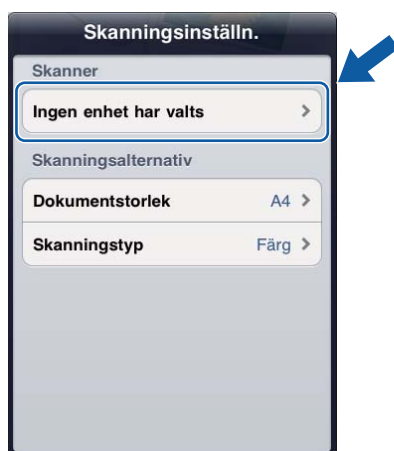 Skanningsinställn.
Skanner
Ingen enhet har valts
Skanningsalternativ
Dokumentstorlek A4
Skanningstyp Färg